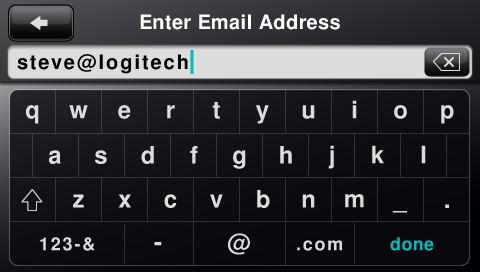 Enter Email Address
steve@logitech
q w e r t y u i o p
a s d f g h j k l
z x c v b n m _ .
123-& - @ .com done